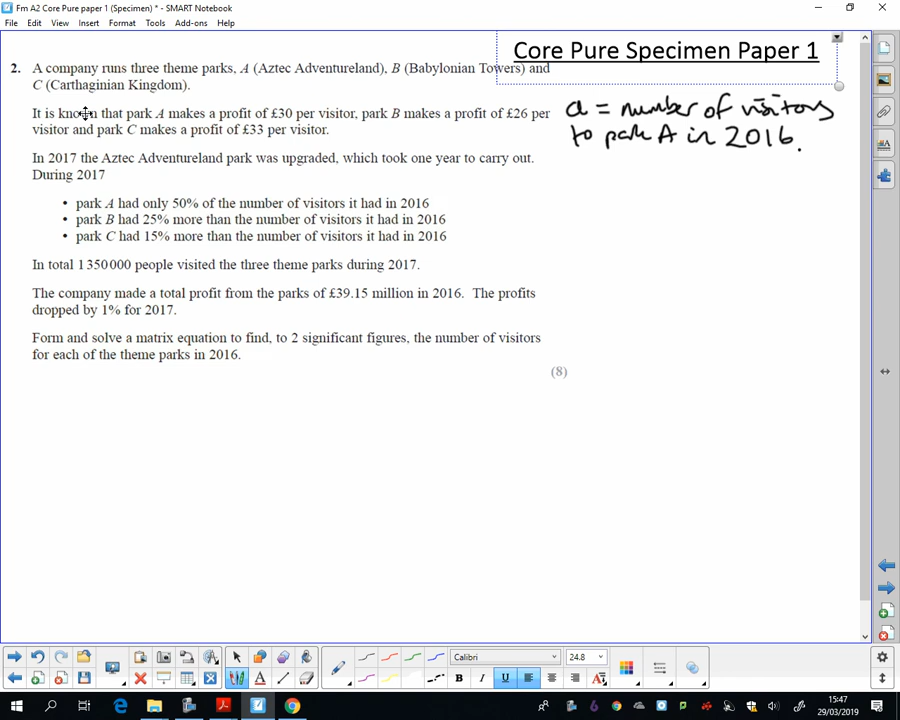 Fm A2 Core Pure paper 1 (Specimen) * - SMART Notebook
File Edit View Insert Format Tools Add-ons Help
Core Pure Specimen Paper 1
2. A company runs three theme parks, A (Aztec Adventureland), B (Babylonian Towers) and
C (Carthaginian Kingdom).
It is known that park A makes a profit of £30 per visitor, park B makes a profit of £26 per
visitor and park C makes a profit of £33 per visitor.
a = number of visitors
to park A in 2016.
In 2017 the Aztec Adventureland park was upgraded, which took one year to carry out.
During 2017
• park A had only 50% of the number of visitors it had in 2016
• park B had 25% more than the number of visitors it had in 2016
• park C had 15% more than the number of visitors it had in 2016
In total 1 350 000 people visited the three theme parks during 2017.
The company made a total profit from the parks of £39.15 million in 2016. The profits
dropped by 1% for 2017.
Form and solve a matrix equation to find, to 2 significant figures, the number of visitors
for each of the theme parks in 2016.
(8)
Calibri 24.8
B I U
15:47
29/03/2019